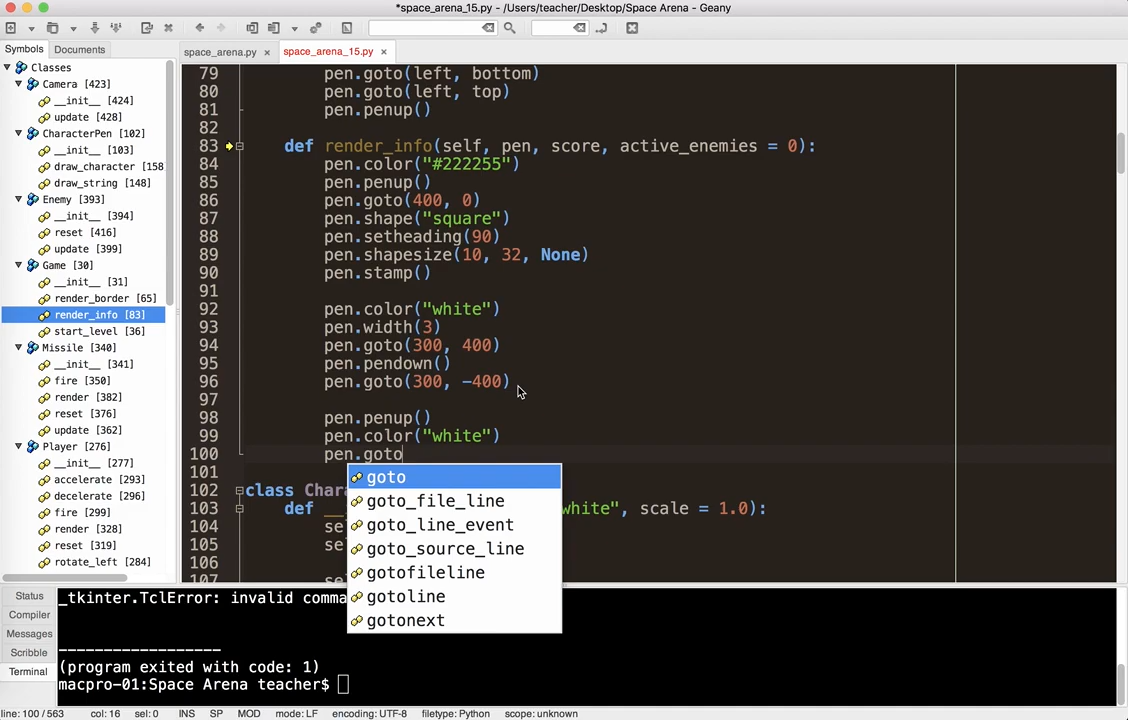 *space_arena_15.py - /Users/teacher/Desktop/Space Arena - Geany
Symbols Documents
space_arena.py × space_arena_15.py ×
Classes
Camera [423]
__init__ [424]
update [428]
CharacterPen [102]
__init__ [103]
draw_character [158
draw_string [148]
Enemy [393]
__init__ [394]
reset [416]
update [399]
Game [30]
__init__ [31]
render_border [65]
render_info [83]
start_level [36]
Missile [340]
__init__ [341]
fire [350]
render [382]
reset [376]
update [362]
Player [276]
__init__ [277]
accelerate [293]
decelerate [296]
fire [299]
render [328]
reset [319]
rotate_left [284]
79 pen.goto(left, bottom)
80 pen.goto(left, top)
81 pen.penup()
82
83 def render_info(self, pen, score, active_enemies = 0):
84 pen.color("#222255")
85 pen.penup()
86 pen.goto(400, 0)
87 pen.shape("square")
88 pen.setheading(90)
89 pen.shapesize(10, 32, None)
90 pen.stamp()
91
92 pen.color("white")
93 pen.width(3)
94 pen.goto(300, 400)
95 pen.pendown()
96 pen.goto(300, -400)
97
98 pen.penup()
99 pen.color("white")
100 pen.goto
101
102 class Char
103 def __ white", scale = 1.0):
104 se
105 se
106
107 se
goto
goto_file_line
goto_line_event
goto_source_line
gotofileline
gotoline
gotonext
Status
Compiler
Messages
Scribble
Terminal
_tkinter.TclError: invalid comma
------------------
(program exited with code: 1)
macpro-01:Space Arena teacher$
line: 100 / 563 col: 16 sel: 0 INS SP MOD mode: LF encoding: UTF-8 filetype: Python scope: unknown